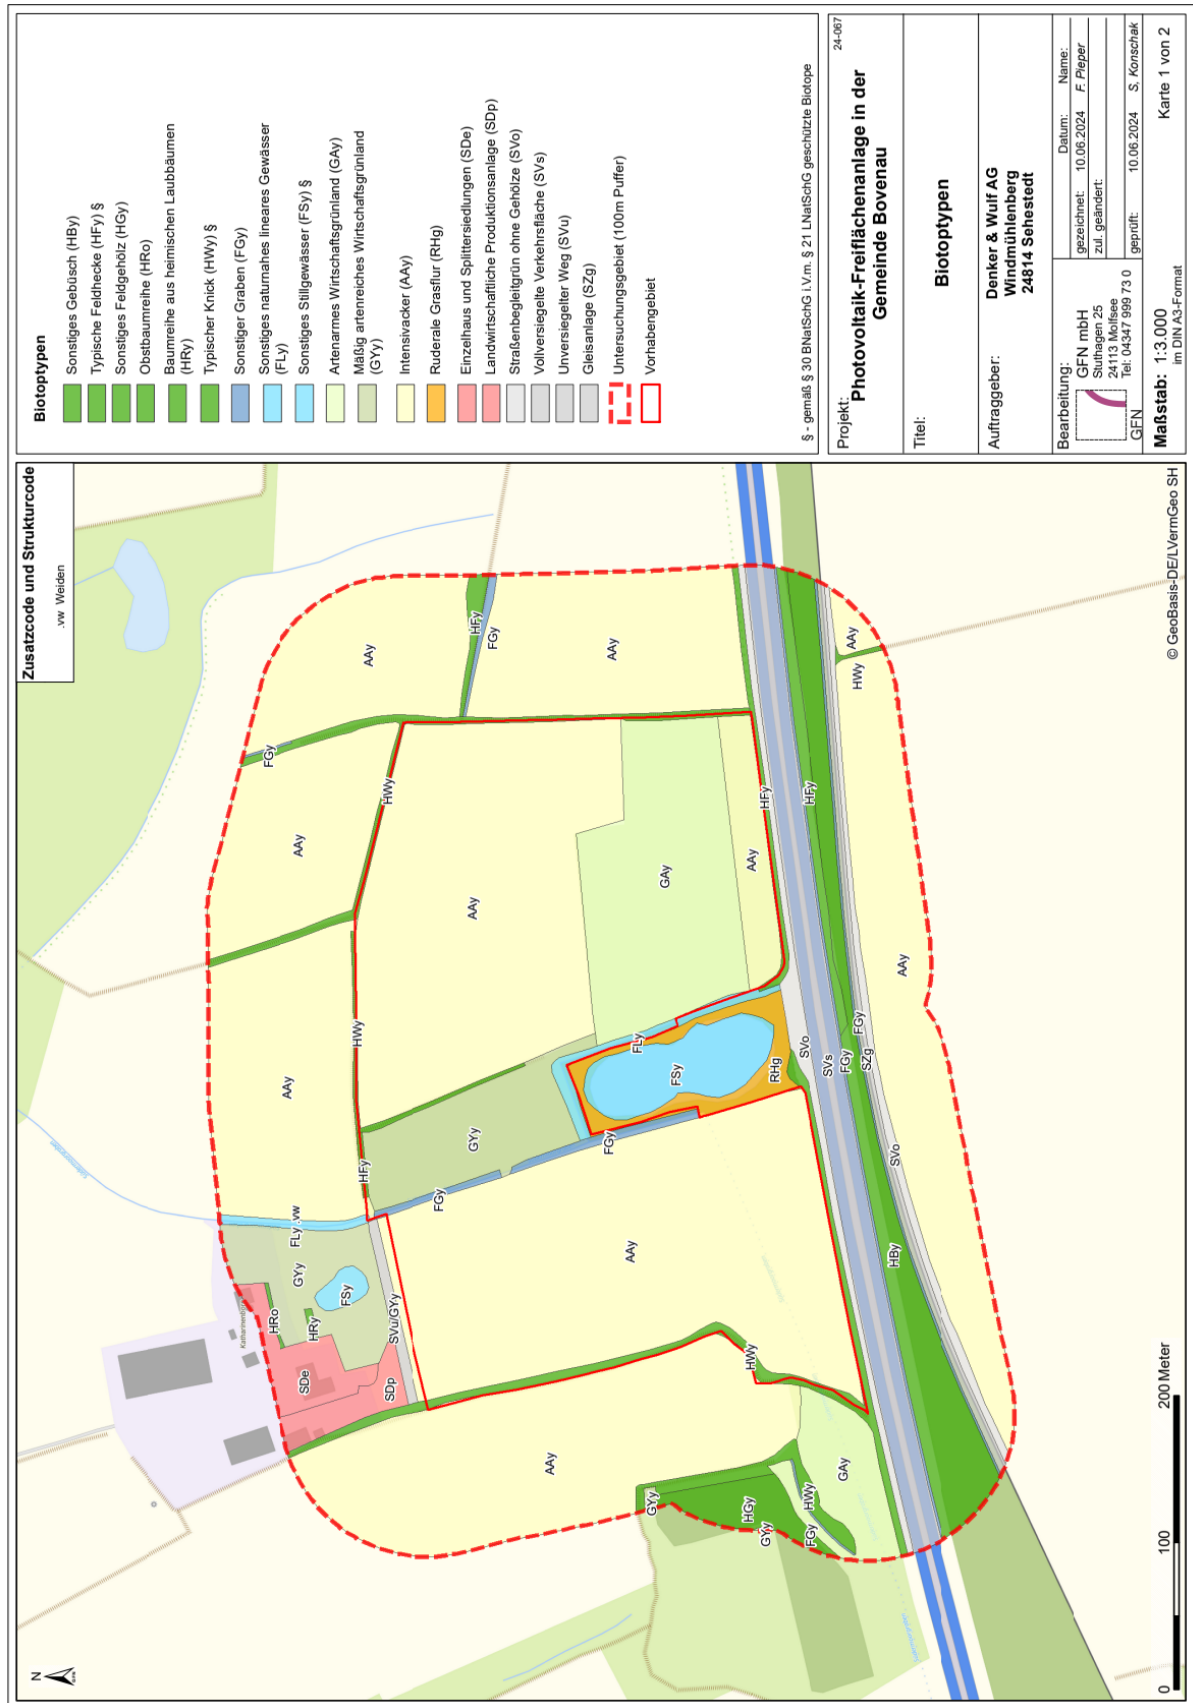 Zusatzcode und Strukturcode
.vw Weiden
N
AAy
HFy
FGy
AAy
AAy
HWy
FGy
AAy
HWy
AAy
AAy
GAy
AAy
HFy
HFy
HWy
AAy
AAy
HWy
AAy
HFy
GYy
FGy
FLy
FSy
RHg
FGy
SVo
SVs
FGy
SZg
FGy
SVo
HBy
FLy .vw
GYy
FSy
HRo
HRy
SDe
SDp
SVu/GYy
Katharinenberg
AAy
HWy
AAy
GYy
HGy
GYy
HWy
FGy
GAy
0 100 200 Meter
© GeoBasis-DE/LVermGeo SH
Biotoptypen
Sonstiges Gebüsch (HBy)
Typische Feldhecke (HFy) §
Sonstiges Feldgehölz (HGy)
Obstbaumreihe (HRo)
Baumreihe aus heimischen Laubbäumen
(HRy)
Typischer Knick (HWy) §
Sonstiger Graben (FGy)
Sonstiges naturnahes lineares Gewässer
(FLy)
Sonstiges Stillgewässer (FSy) §
Artenarmes Wirtschaftsgrünland (GAy)
Mäßig artenreiches Wirtschaftsgrünland
(GYy)
Intensivacker (AAy)
Ruderale Grasflur (RHg)
Einzelhaus und Splittersiedlungen (SDe)
Landwirtschaftliche Produktionsanlage (SDp)
Straßenbegleitgrün ohne Gehölze (SVo)
Vollversiegelte Verkehrsfläche (SVs)
Unversiegelter Weg (SVu)
Gleisanlage (SZg)
Untersuchungsgebiet (100m Puffer)
Vorhabengebiet
§ - gemäß § 30 BNatSchG i.V.m. § 21 LNatSchG geschützte Biotope
Projekt: 24-067
Photovoltaik-Freiflächenanlage in der
Gemeinde Bovenau
Titel:
Biotoptypen
Auftraggeber:
Denker & Wulf AG
Windmühlenberg
24814 Sehestedt
Bearbeitung:
GFN mbH
Stuthagen 25
24113 Molfsee
Tel: 04347 999 73 0
GFN
Datum: Name:
gezeichnet: 10.06.2024 F. Pieper
zul. geändert:
geprüft: 10.06.2024 S. Konschak
Maßstab: 1:3.000
im DIN A3-Format
Karte 1 von 2